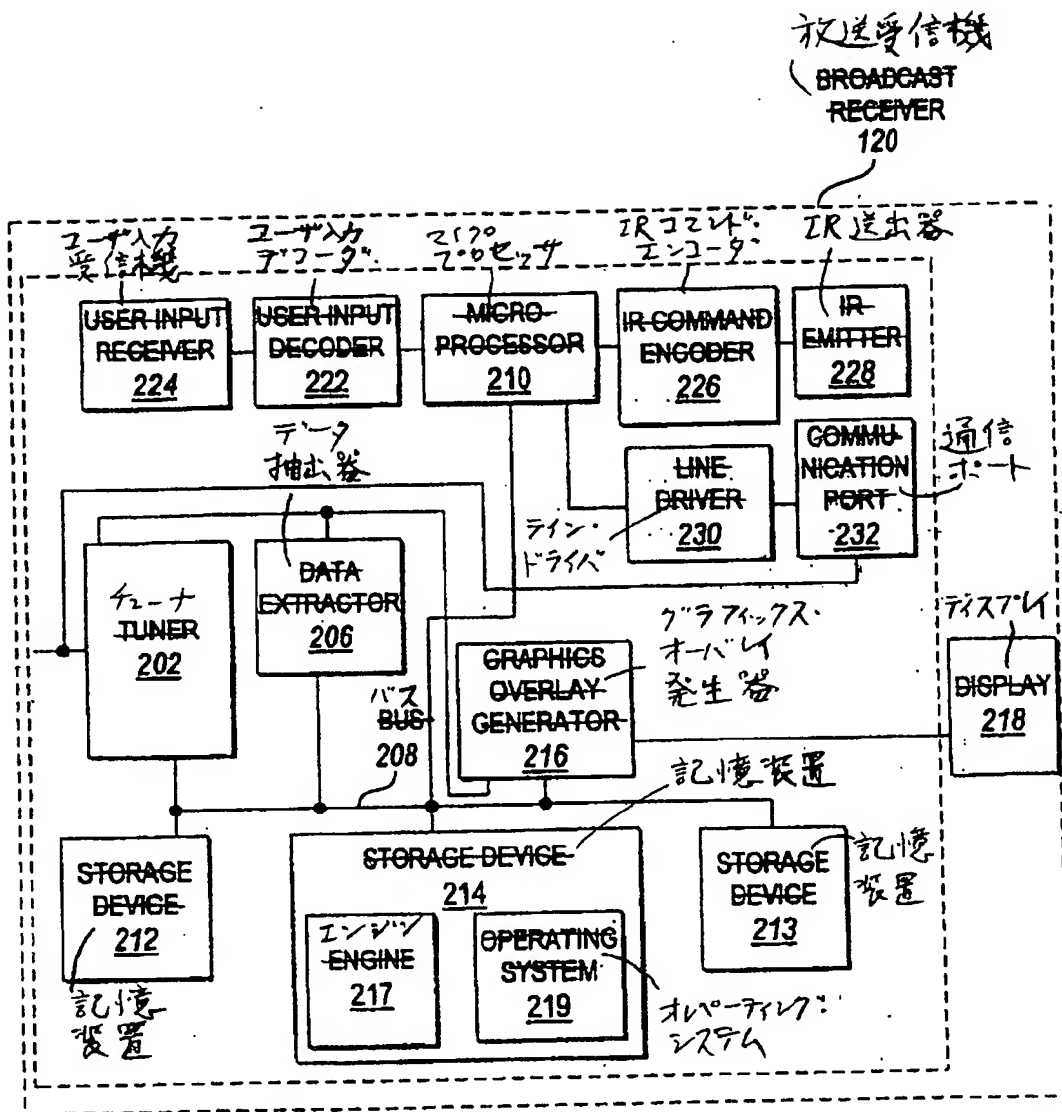 放送受信機
BROADCAST
RECEIVER
120
ユーザ入力
受信機
USER INPUT
RECEIVER
224
ユーザ入力
デコーダ
USER INPUT
DECODER
222
マイクロ
プロセッサ
MICRO-
PROCESSOR
210
IRコマンド・
エンコーダ
IR COMMAND
ENCODER
226
IR送出器
IR
EMITTER
228
データ
抽出器
DATA
EXTRACTOR
206
ライン・
ドライバ
LINE
DRIVER
230
COMMU-
NICATION
PORT
232
通信
ポート
チューナ
TUNER
202
バス
BUS
208
グラフィックス・
オーバレイ
発生器
GRAPHICS
OVERLAY
GENERATOR
216
ディスプレイ
DISPLAY
218
記憶装置
STORAGE DEVICE
214
エンジン
ENGINE
217
OPERATING
SYSTEM
219
オペレーティング・
システム
STORAGE
DEVICE
212
記憶
装置
STORAGE
DEVICE
213
記憶
装置